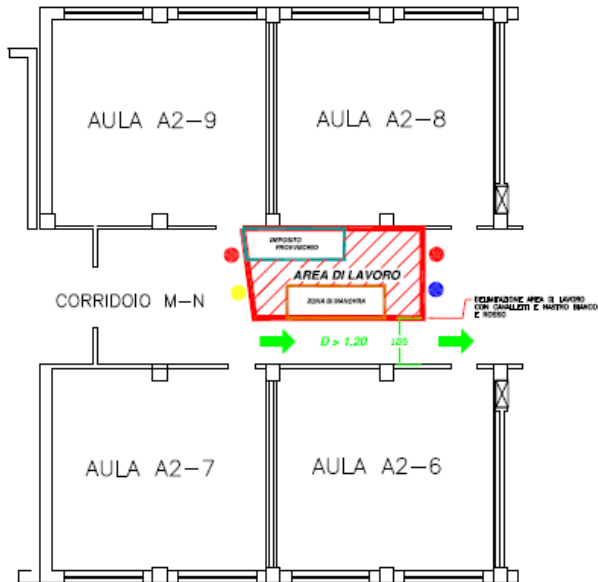 AULA A2-9
AULA A2-8
DEPOSITO
PROVVISORIO
AREA DI LAVORO
ZONA DI MANOVRA
CORRIDOIO M-N
DELIMITAZIONE AREA DI LAVORO
CON CAVALLETTI E NASTRO BIANCO
E ROSSO
D > 1.20
AULA A2-7
AULA A2-6